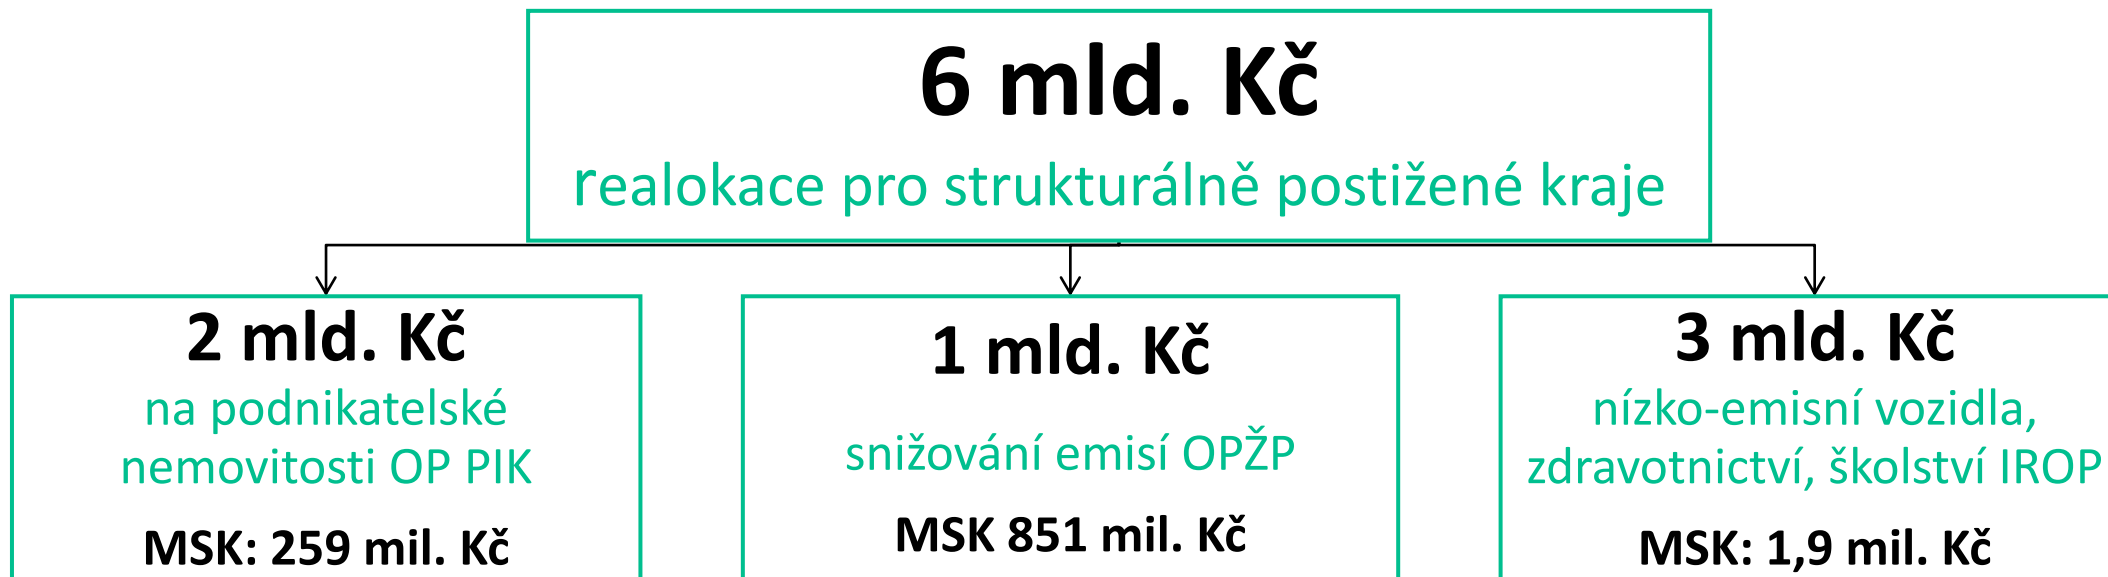 6 mld. Kč
realokace pro strukturálně postižené kraje
2 mld. Kč
na podnikatelské
nemovitosti OP PIK
MSK: 259 mil. Kč
1 mld. Kč
snižování emisí OPŽP
MSK 851 mil. Kč
3 mld. Kč
nízko-emisní vozidla,
zdravotnictví, školství IROP
MSK: 1,9 mil. Kč